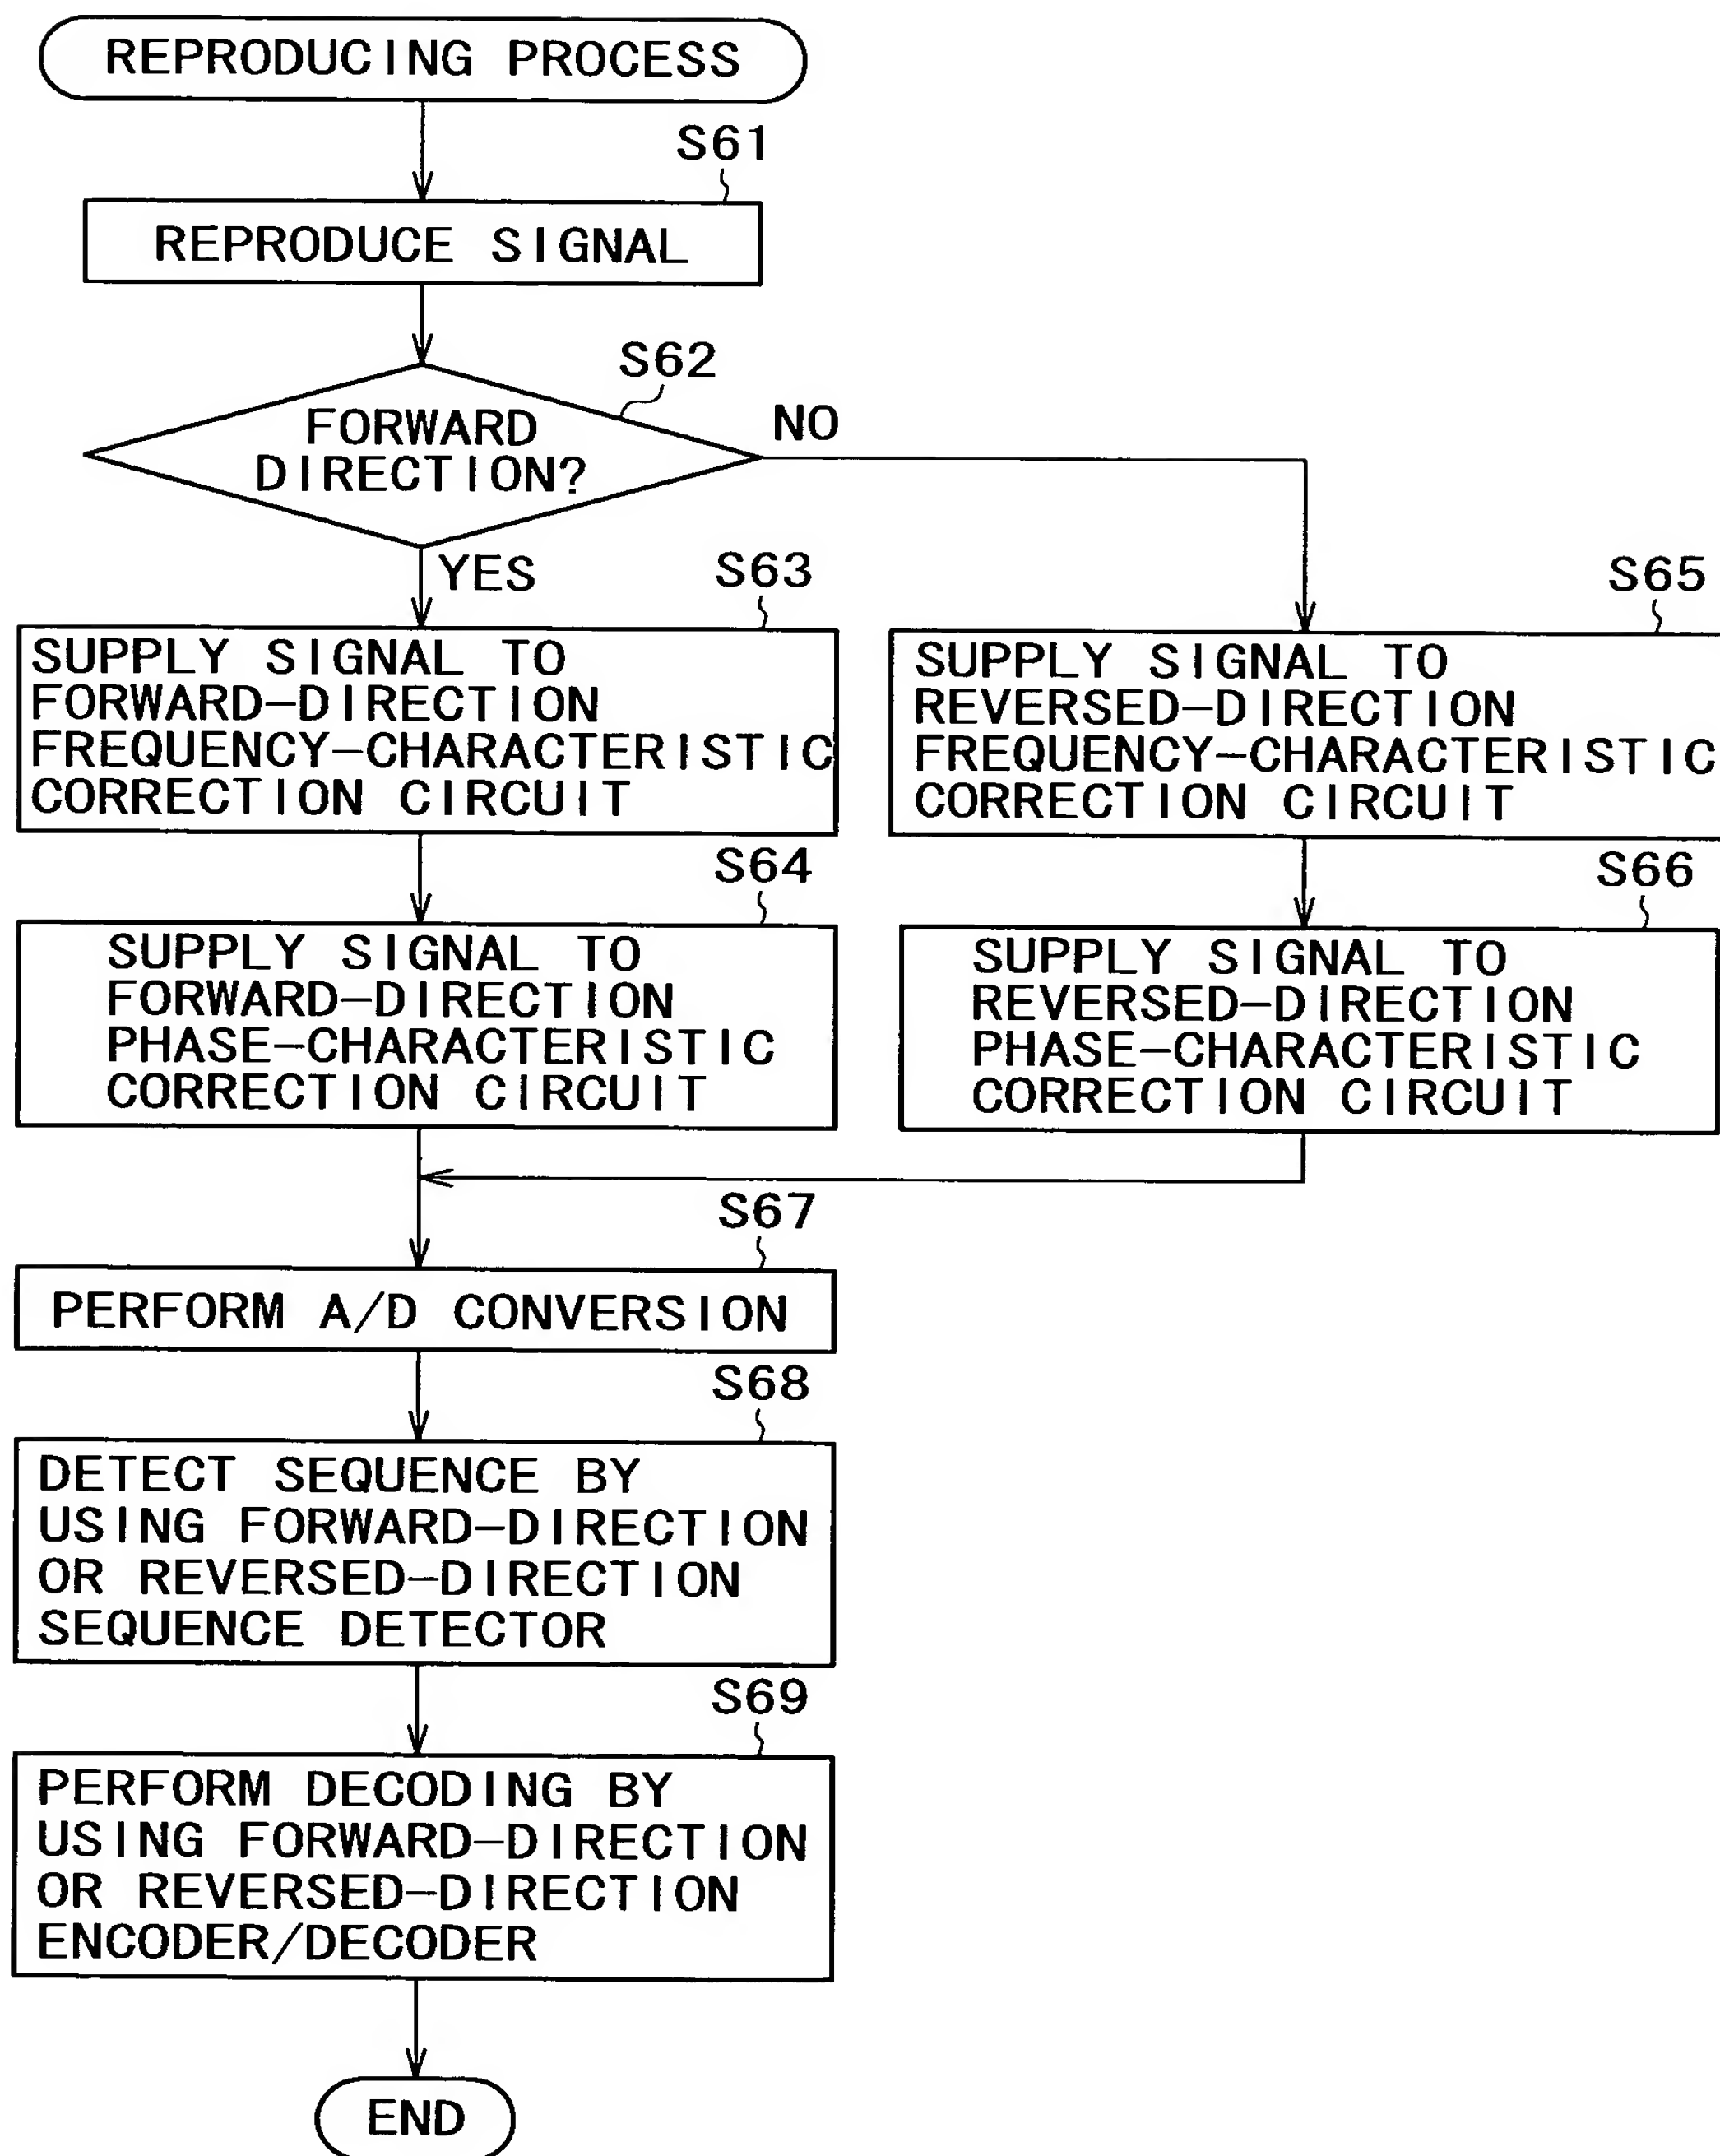 REPRODUCING PROCESS
S61
REPRODUCE SIGNAL
S62
FORWARD
DIRECTION?
NO
YES
S63
SUPPLY SIGNAL TO
FORWARD-DIRECTION
FREQUENCY-CHARACTERISTIC
CORRECTION CIRCUIT
S65
SUPPLY SIGNAL TO
REVERSED-DIRECTION
FREQUENCY-CHARACTERISTIC
CORRECTION CIRCUIT
S64
SUPPLY SIGNAL TO
FORWARD-DIRECTION
PHASE-CHARACTERISTIC
CORRECTION CIRCUIT
S66
SUPPLY SIGNAL TO
REVERSED-DIRECTION
PHASE-CHARACTERISTIC
CORRECTION CIRCUIT
S67
PERFORM A/D CONVERSION
S68
DETECT SEQUENCE BY
USING FORWARD-DIRECTION
OR REVERSED-DIRECTION
SEQUENCE DETECTOR
S69
PERFORM DECODING BY
USING FORWARD-DIRECTION
OR REVERSED-DIRECTION
ENCODER/DECODER
END